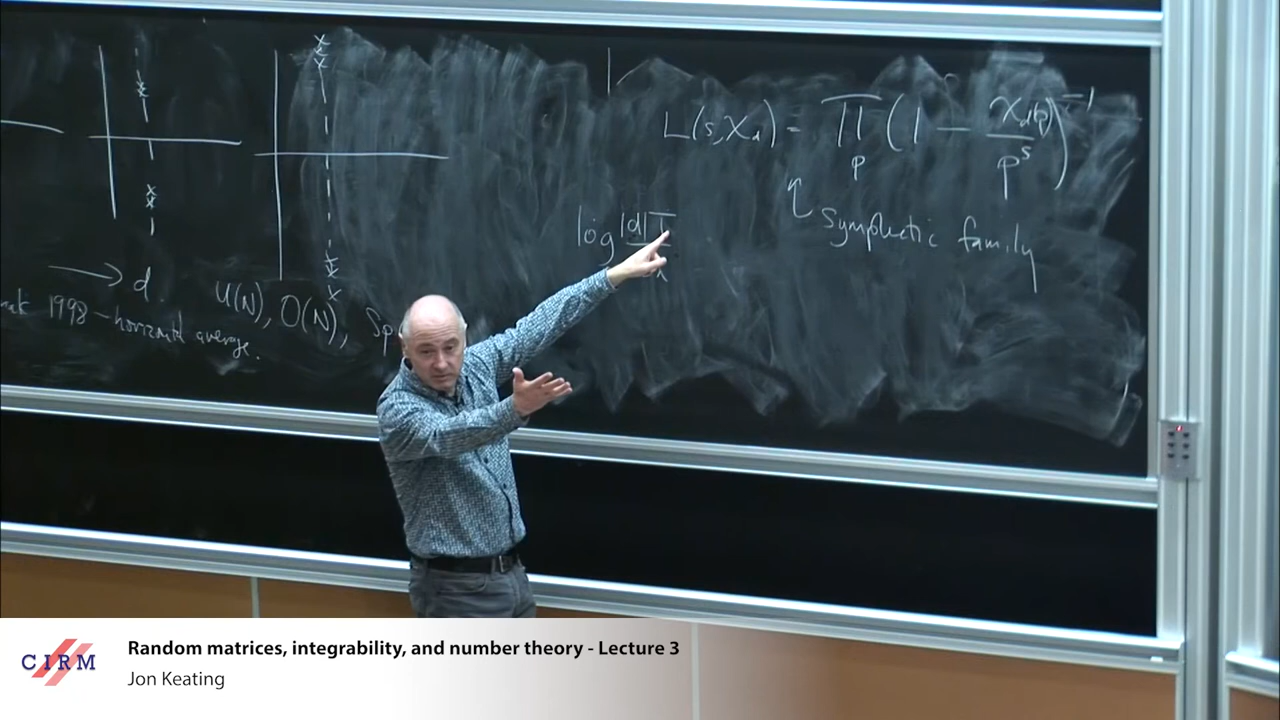 L(s, χ_d) = ∏_p (1 − χ_d(p)/p^s)^{−1}
symplectic family
log |d|T
→ d.
1998 – horizontal average.
U(N), O(N), Sp
CIRM
Random matrices, integrability, and number theory - Lecture 3
Jon Keating